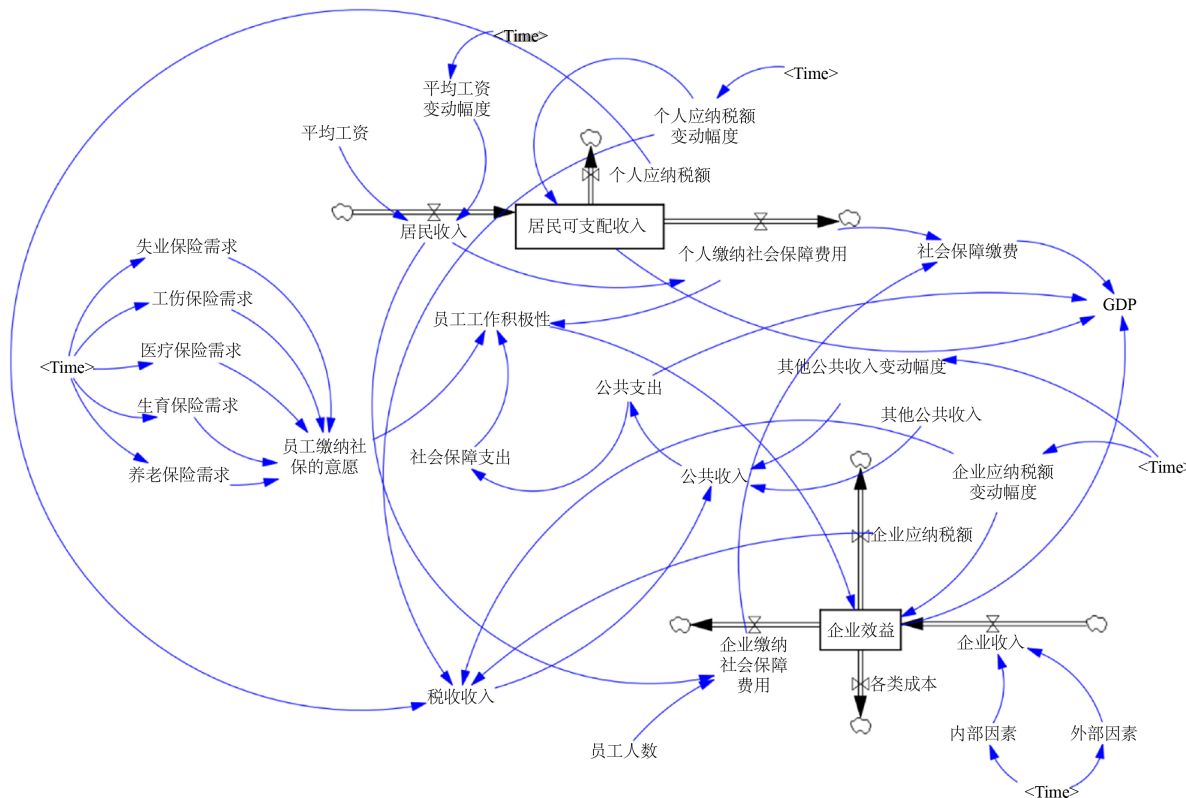 <Time>
平均工资
变动幅度
<Time>
个人应纳税额
变动幅度
平均工资
个人应纳税额
居民可支配收入
居民收入
失业保险需求
个人缴纳社会保障费用
社会保障缴费
工伤保险需求
GDP
员工工作积极性
医疗保险需求
<Time>
其他公共收入变动幅度
公共支出
生育保险需求
其他公共收入
员工缴纳社
保的意愿
社会保障支出
养老保险需求
公共收入
企业应纳税额
变动幅度
<Time>
企业应纳税额
企业效益
企业缴纳
社会保障
费用
企业收入
税收收入
各类成本
员工人数
内部因素
外部因素
<Time>